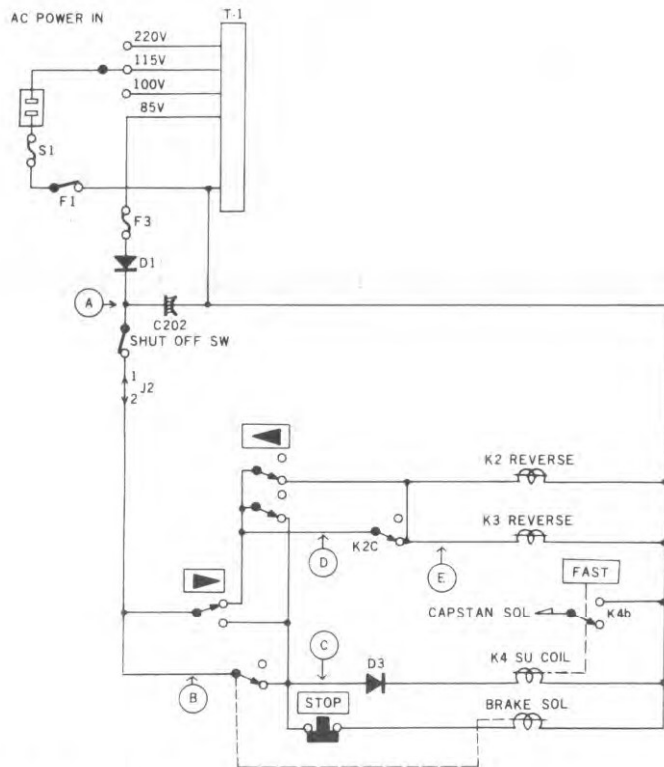 AC POWER IN
T-1
220V
115V
100V
85V
S1
F1
F3
D1
A
C202
SHUT OFF SW
1
J2
2
K2 REVERSE
K3 REVERSE
D
K2C
E
FAST
CAPSTAN SOL
K4b
C
D3
K4 SU COIL
B
STOP
BRAKE SOL